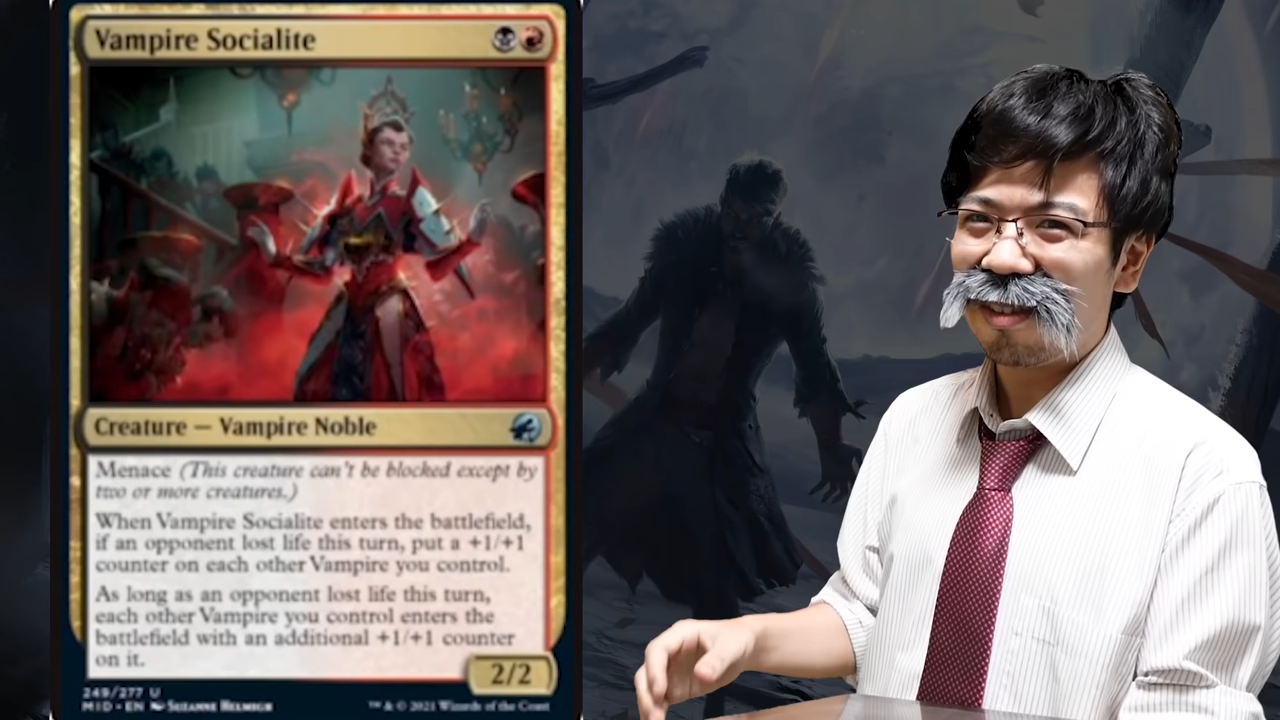 Vampire Socialite
Creature — Vampire Noble
Menace (This creature can't be blocked except by
two or more creatures.)
When Vampire Socialite enters the battlefield,
if an opponent lost life this turn, put a +1/+1
counter on each other Vampire you control.
As long as an opponent lost life this turn,
each other Vampire you control enters the
battlefield with an additional +1/+1 counter
on it.
2/2
249/277 U
MID • EN Suzanne Helmigh
™ & © 2021 Wizards of the Coast